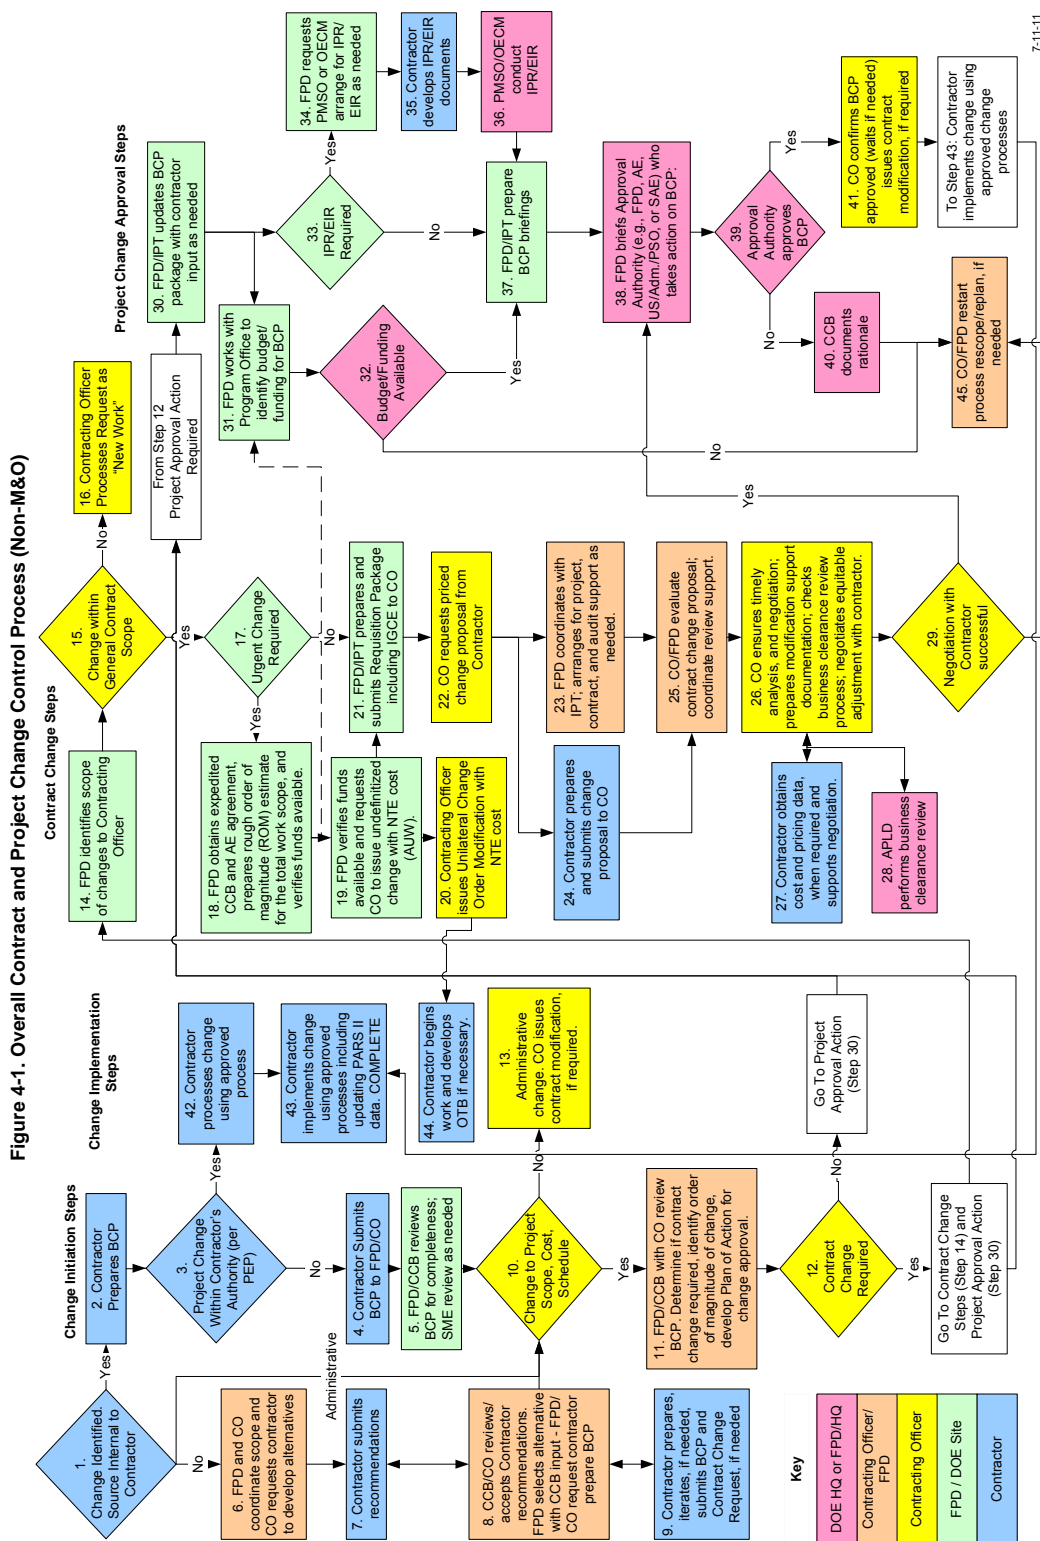 Figure 4-1. Overall Contract and Project Change Control Process (Non-M&O)
Change Initiation Steps
1.
Change Identified.
Source Internal to
Contractor
Yes
No
Administrative
2. Contractor
Prepares BCP
3.
Project Change
Within Contractor's
Authority (per
PEP)
Yes
No
4. Contractor Submits
BCP to FPD/CO
5. FPD/CCB reviews
BCP for completeness;
SME review as needed
6. FPD and CO
coordinate scope and
CO requests contractor
to develop alternatives
7. Contractor submits
recommendations
8. CCB/CO reviews/
accepts Contractor
recommendations.
FPD selects alternative
with CCB input - FPD/
CO request contractor
prepare BCP
9. Contractor prepares,
iterates, if needed,
submits BCP and
Contract Change
Request, if needed
10.
Change to Project
Scope, Cost,
Schedule
No
Yes
11. FPD/CCB with CO review
BCP. Determine if contract
change required, identify order
of magnitude of change,
develop Plan of Action for
change approval.
12.
Contract
Change
Required
No
Yes
Go To Contract Change
Steps (Step 14) and
Project Approval Action
(Step 30)
Go To Project
Approval Action
(Step 30)
13.
Administrative
change. CO issues
contract modification,
if required.
Change Implementation
Steps
42. Contractor
processes change
using approved
process
43. Contractor
implements change
using approved
processes including
updating PARS II
data. COMPLETE
44. Contractor begins
work and develops
OTB if necessary.
Contract Change Steps
14. FPD identifies scope
of changes to Contracting
Officer
15.
Change within
General Contract
Scope
No
Yes
16. Contracting Officer
Processes Request as
"New Work"
17.
Urgent Change
Required
Yes
No
18. FPD obtains expedited
CCB and AE agreement,
prepares rough order of
magnitude (ROM) estimate
for the total work scope, and
verifies funds available.
19. FPD verifies funds
available and requests
CO to issue undefinitized
change with NTE cost
(AUW).
20. Contracting Officer
issues Unilateral Change
Order Modification with
NTE cost
21. FPD/IPT prepares and
submits Requisition Package
including IGCE to CO
22. CO requests priced
change proposal from
Contractor
23. FPD coordinates with
IPT; arranges for project,
contract, and audit support as
needed.
24. Contractor prepares
and submits change
proposal to CO
25. CO/FPD evaluate
contract change proposal;
coordinate review support.
26. CO ensures timely
analysis, and negotiation;
prepares modification support
documentation; checks
business clearance review
process; negotiates equitable
adjustment with contractor.
27. Contractor obtains
cost and pricing data,
when required and
supports negotiation.
28. APLD
performs business
clearance review
29.
Negotiation with
Contractor
successful
Yes
Project Change Approval Steps
From Step 12
Project Approval Action
Required
30. FPD/IPT updates BCP
package with contractor
input as needed
31. FPD works with
Program Office to
identify budget/
funding for BCP
32.
Budget/Funding
Available
Yes
No
33.
IPR/EIR
Required
Yes
No
34. FPD requests
PMSO or OECM
arrange for IPR/
EIR as needed
35. Contractor
develops IPR/EIR
documents
36. PMSO/OECM
conduct
IPR/EIR
37. FPD/IPT prepare
BCP briefings
38. FPD briefs Approval
Authority (e.g., FPD, AE,
US/Adm./PSO, or SAE) who
takes action on BCP:
39.
Approval
Authority
approves
BCP
No
Yes
40. CCB
documents
rationale
41. CO confirms BCP
approved (waits if needed)
issues contract
modification, if required
To Step 43: Contractor
implements change using
approved change
processes
45. CO/FPD restart
process rescope/replan, if
needed
Key
DOE HQ or FPD/HQ
Contracting Officer/
FPD
Contracting Officer
FPD / DOE Site
Contractor
7-11-11